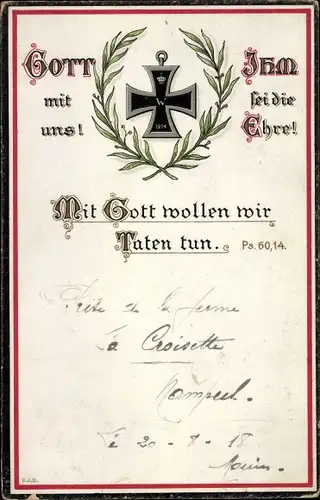 GOTT
mit
uns!
IHM
sei die
Ehre!
W
1914
Mit Gott wollen wir
Taten tun. Ps. 60,14.
de la ferme
La Croisette
Le 20 - 8 - 18